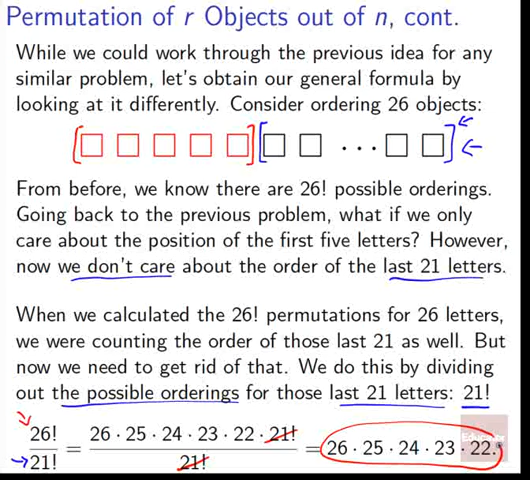 Permutation of r Objects out of n, cont.
While we could work through the previous idea for any
similar problem, let's obtain our general formula by
looking at it differently. Consider ordering 26 objects:
...
From before, we know there are 26! possible orderings.
Going back to the previous problem, what if we only
care about the position of the first five letters? However,
now we don't care about the order of the last 21 letters.
When we calculated the 26! permutations for 26 letters,
we were counting the order of those last 21 as well. But
now we need to get rid of that. We do this by dividing
out the possible orderings for those last 21 letters: 21!
26!/21! = 26 · 25 · 24 · 23 · 22 · 21!/21! = 26 · 25 · 24 · 23 · 22.